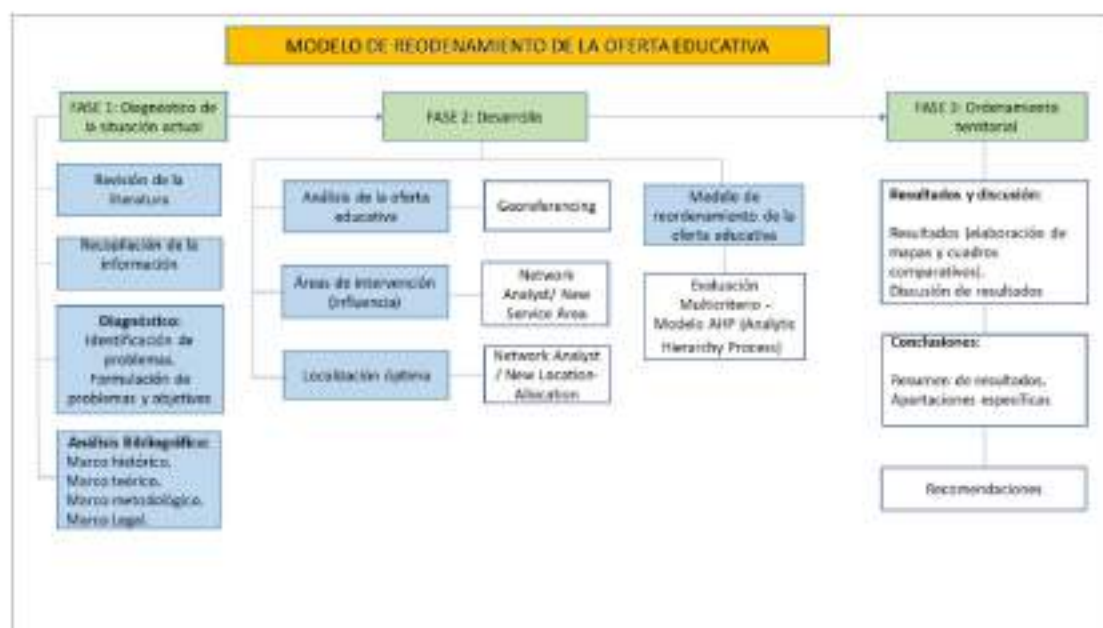 MODELO DE REODENAMIENTO DE LA OFERTA EDUCATIVA
FASE 1: Diagnóstico de
la situación actual
Revisión de la
literatura
Recopilación de la
información
Diagnóstico:
Identificación de
problemas.
Formulación de
problemas y objetivos
Análisis Bibliográfico:
Marco histórico.
Marco teórico.
Marco metodológico.
Marco Legal.
FASE 2: Desarrollo
Análisis de la oferta
educativa
Georeferencing
Áreas de intervención
(influencia)
Network
Analyst/ New
Service Area
Localización óptima
Network Analyst
/ New Location-
Allocation
Modelo de
reordenamiento de la
oferta educativa
Evaluación
Multicriterio -
Modelo AHP (Analytic
Hierarchy Process)
FASE 3: Ordenamiento
territorial
Resultados y discusión:
Resultados (elaboración de
mapas y cuadros
comparativos).
Discusión de resultados
Conclusiones:
Resumen de resultados.
Aportaciones específicas
Recomendaciones